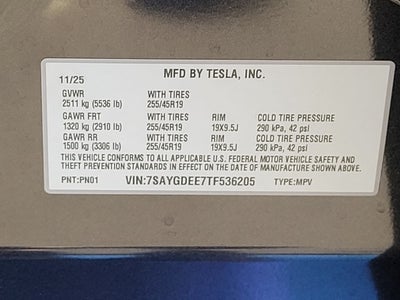 11/25 MFD BY TESLA, INC.
GVWR WITH TIRES
2511 kg (5536 lb) 255/45R19
GAWR FRT WITH TIRES RIM COLD TIRE PRESSURE
1320 kg (2910 lb) 255/45R19 19X9.5J 290 kPa, 42 psi
GAWR RR WITH TIRES RIM COLD TIRE PRESSURE
1500 kg (3306 lb) 255/45R19 19X9.5J 290 kPa, 42 psi
THIS VEHICLE CONFORMS TO ALL APPLICABLE U.S. FEDERAL MOTOR VEHICLE SAFETY AND
THEFT PREVENTION STANDARDS IN EFFECT ON THE DATE OF MANUFACTURE SHOWN ABOVE.
PNT:PN01 VIN:7SAYGDEE7TF536205 TYPE:MPV